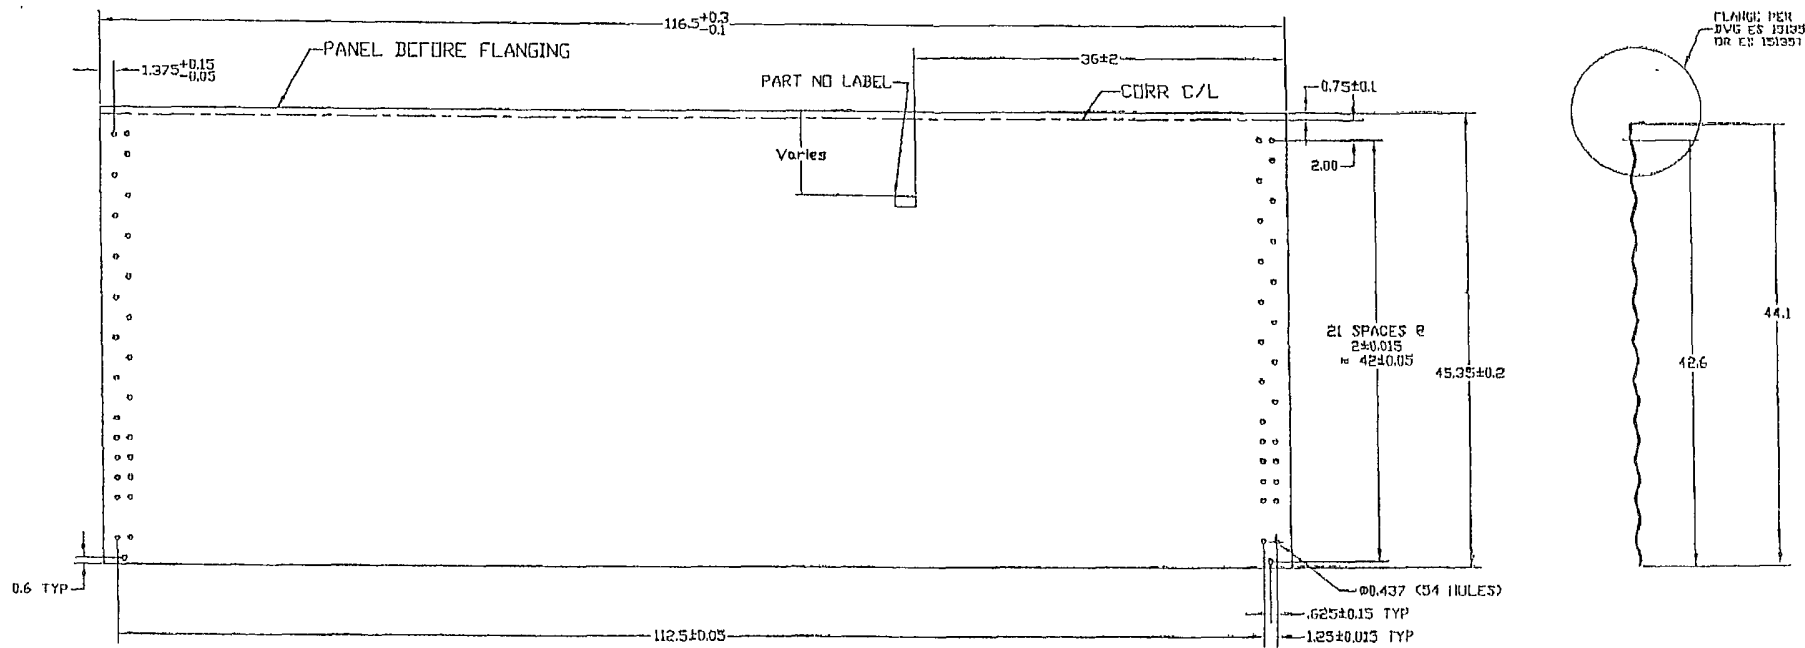 116.5+0.3
-0.1
FLANGE PER
DVG ES 15135
OR ES 151357
PANEL BEFORE FLANGING
1.375+0.15
-0.05
36±2
PART NO LABEL
CORR C/L
0.75±0.1
Varies
2.00
21 SPACES @
2±0.015
= 42±0.05
44.1
42.6
45.35±0.2
0.6 TYP
Ø0.437 (54 HOLES)
.625±0.15 TYP
112.5±0.05
1.25±0.015 TYP